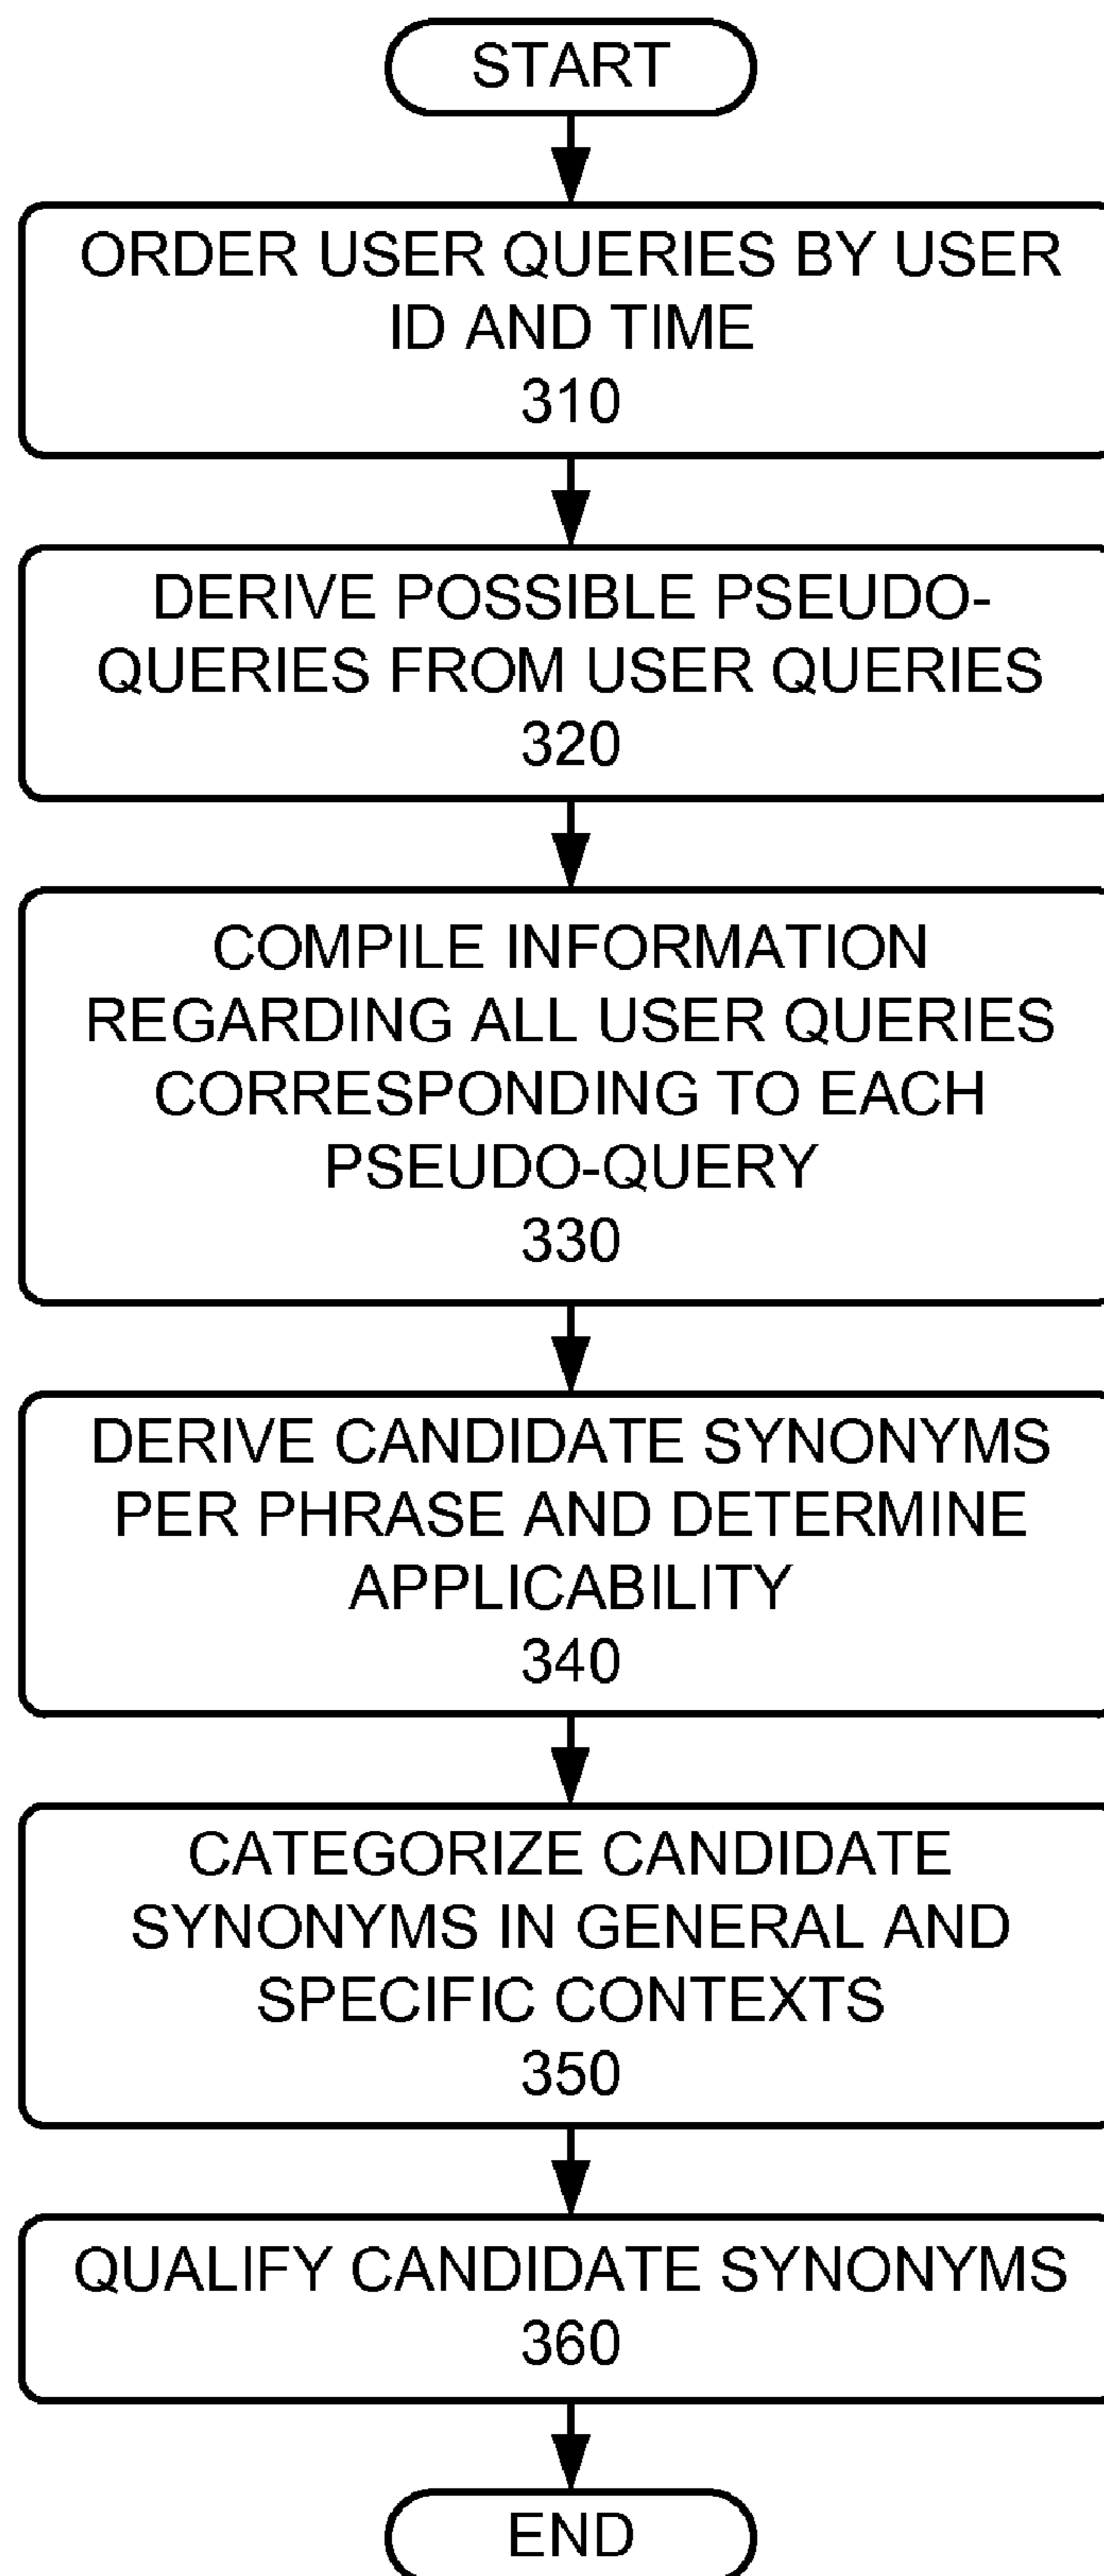 START
ORDER USER QUERIES BY USER
ID AND TIME
310
DERIVE POSSIBLE PSEUDO-
QUERIES FROM USER QUERIES
320
COMPILE INFORMATION
REGARDING ALL USER QUERIES
CORRESPONDING TO EACH
PSEUDO-QUERY
330
DERIVE CANDIDATE SYNONYMS
PER PHRASE AND DETERMINE
APPLICABILITY
340
CATEGORIZE CANDIDATE
SYNONYMS IN GENERAL AND
SPECIFIC CONTEXTS
350
QUALIFY CANDIDATE SYNONYMS
360
END